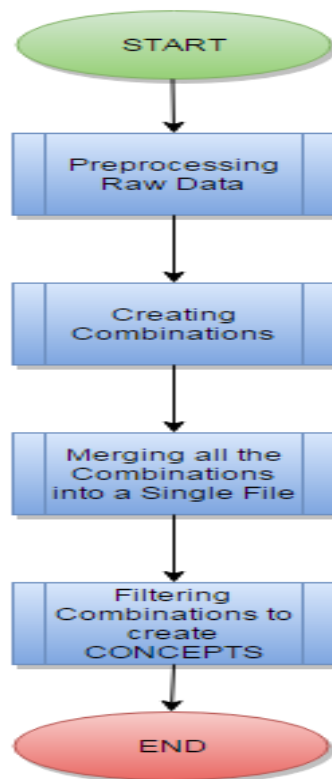 START
Preprocessing
Raw Data
Creating
Combinations
Merging all the
Combinations
into a Single File
Filtering
Combinations to
create
CONCEPTS
END